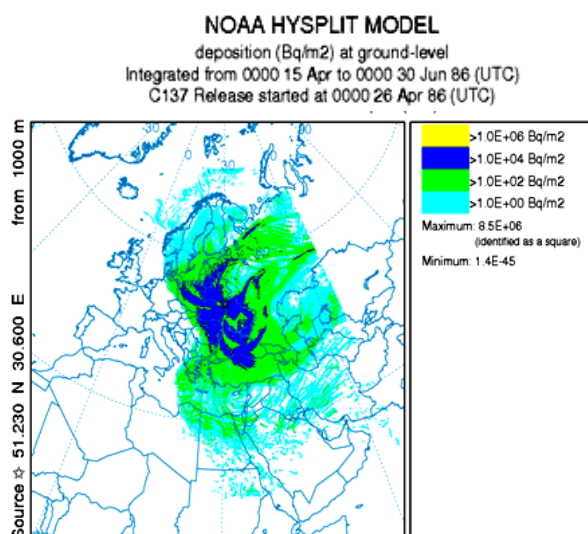 NOAA HYSPLIT MODEL
deposition (Bq/m2) at ground-level
Integrated from 0000 15 Apr to 0000 30 Jun 86 (UTC)
C137 Release started at 0000 26 Apr 86 (UTC)
Source ☆ 51.230 N 30.600 E from 1000 m
-30
0
30
>1.0E+06 Bq/m2
>1.0E+04 Bq/m2
>1.0E+02 Bq/m2
>1.0E+00 Bq/m2
Maximum: 8.5E+06
(identified as a square)
Minimum: 1.4E-45